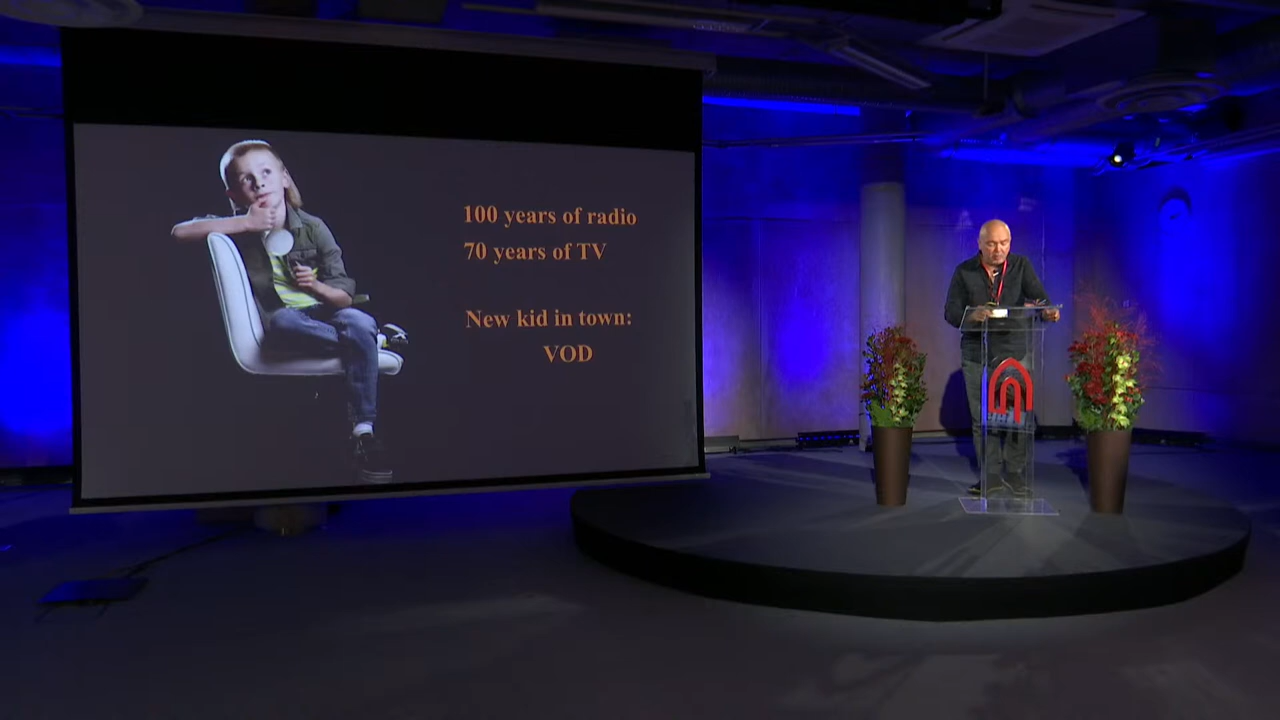 100 years of radio
70 years of TV
New kid in town:
VOD